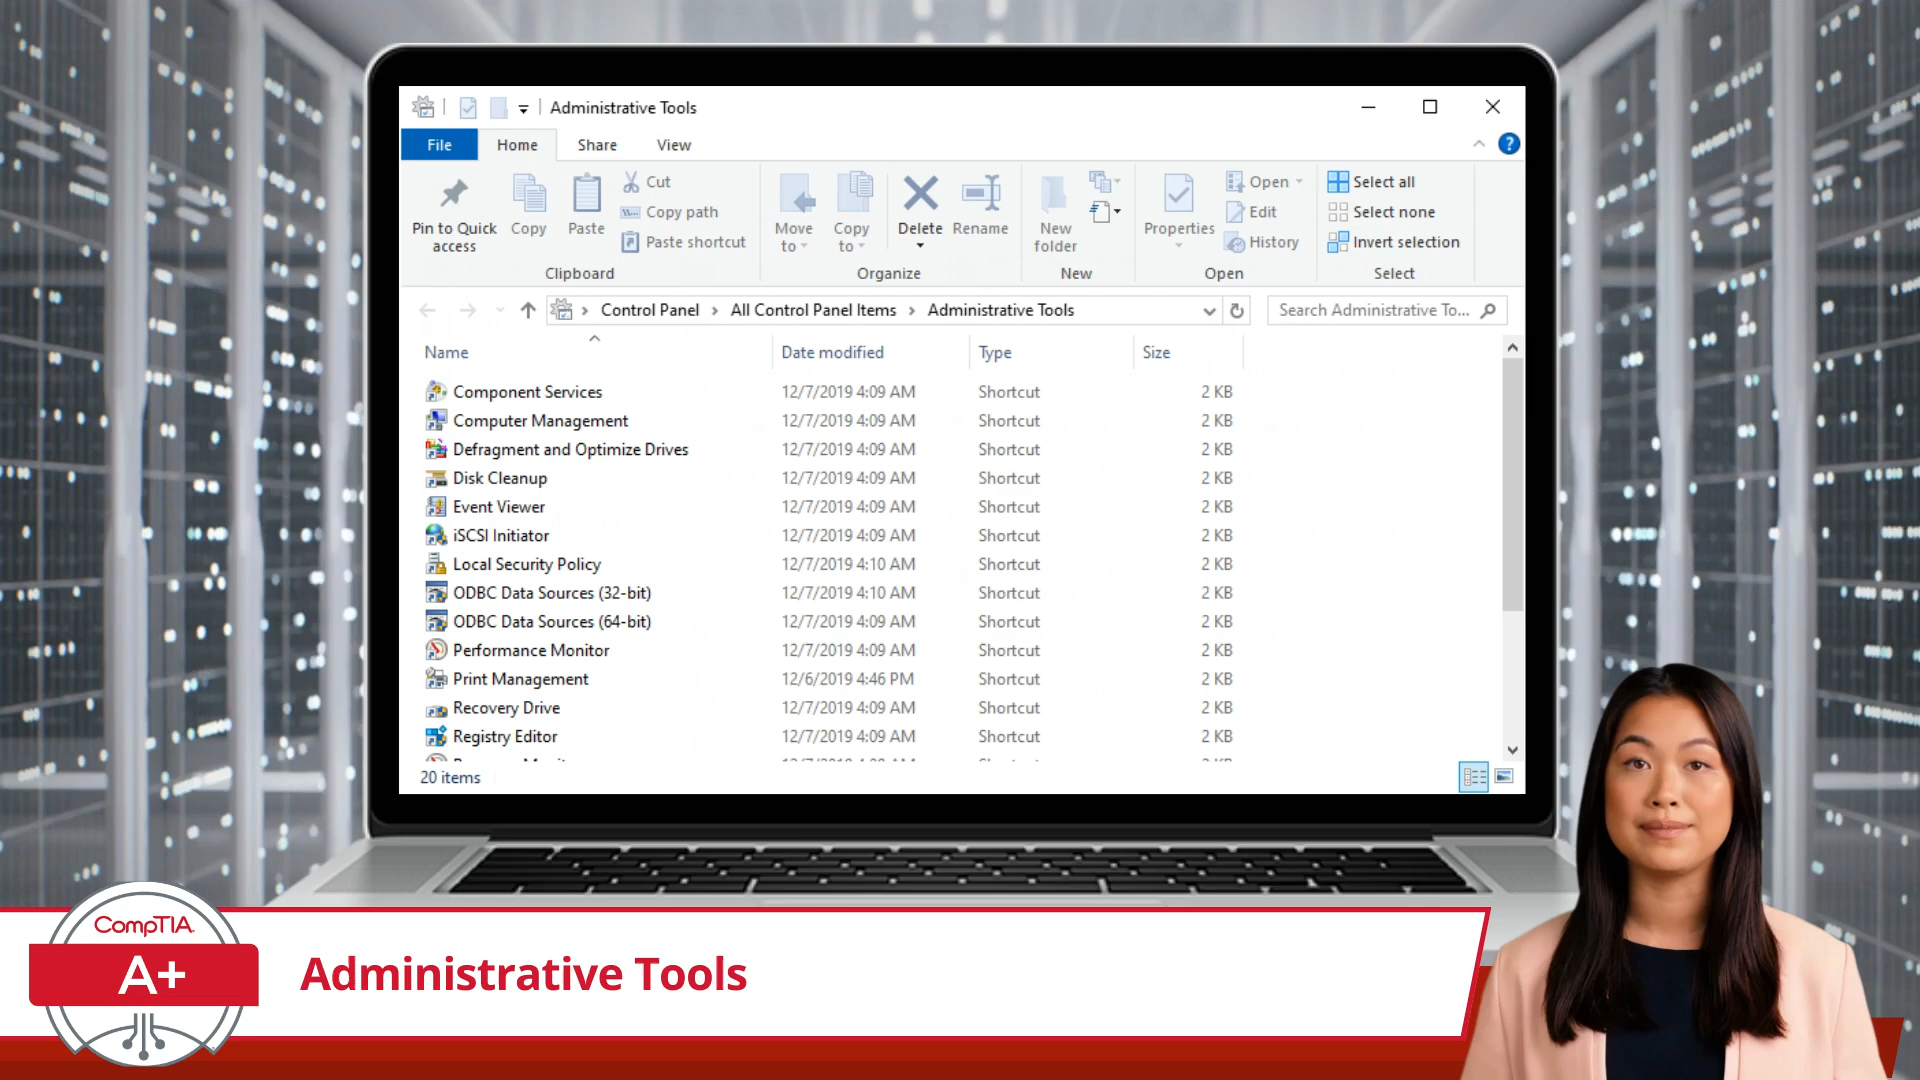 Administrative Tools
File Home Share View
Pin to Quick access
Copy
Paste
Cut
Copy path
Paste shortcut
Clipboard
Move to
Copy to
Delete
Rename
Organize
New folder
New
Properties
Open
Edit
History
Open
Select all
Select none
Invert selection
Select
Control Panel > All Control Panel Items > Administrative Tools
Search Administrative To...
Name Date modified Type Size
Component Services 12/7/2019 4:09 AM Shortcut 2 KB
Computer Management 12/7/2019 4:09 AM Shortcut 2 KB
Defragment and Optimize Drives 12/7/2019 4:09 AM Shortcut 2 KB
Disk Cleanup 12/7/2019 4:09 AM Shortcut 2 KB
Event Viewer 12/7/2019 4:09 AM Shortcut 2 KB
iSCSI Initiator 12/7/2019 4:09 AM Shortcut 2 KB
Local Security Policy 12/7/2019 4:10 AM Shortcut 2 KB
ODBC Data Sources (32-bit) 12/7/2019 4:10 AM Shortcut 2 KB
ODBC Data Sources (64-bit) 12/7/2019 4:09 AM Shortcut 2 KB
Performance Monitor 12/7/2019 4:09 AM Shortcut 2 KB
Print Management 12/6/2019 4:46 PM Shortcut 2 KB
Recovery Drive 12/7/2019 4:09 AM Shortcut 2 KB
Registry Editor 12/7/2019 4:09 AM Shortcut 2 KB
20 items
CompTIA
A+
Administrative Tools